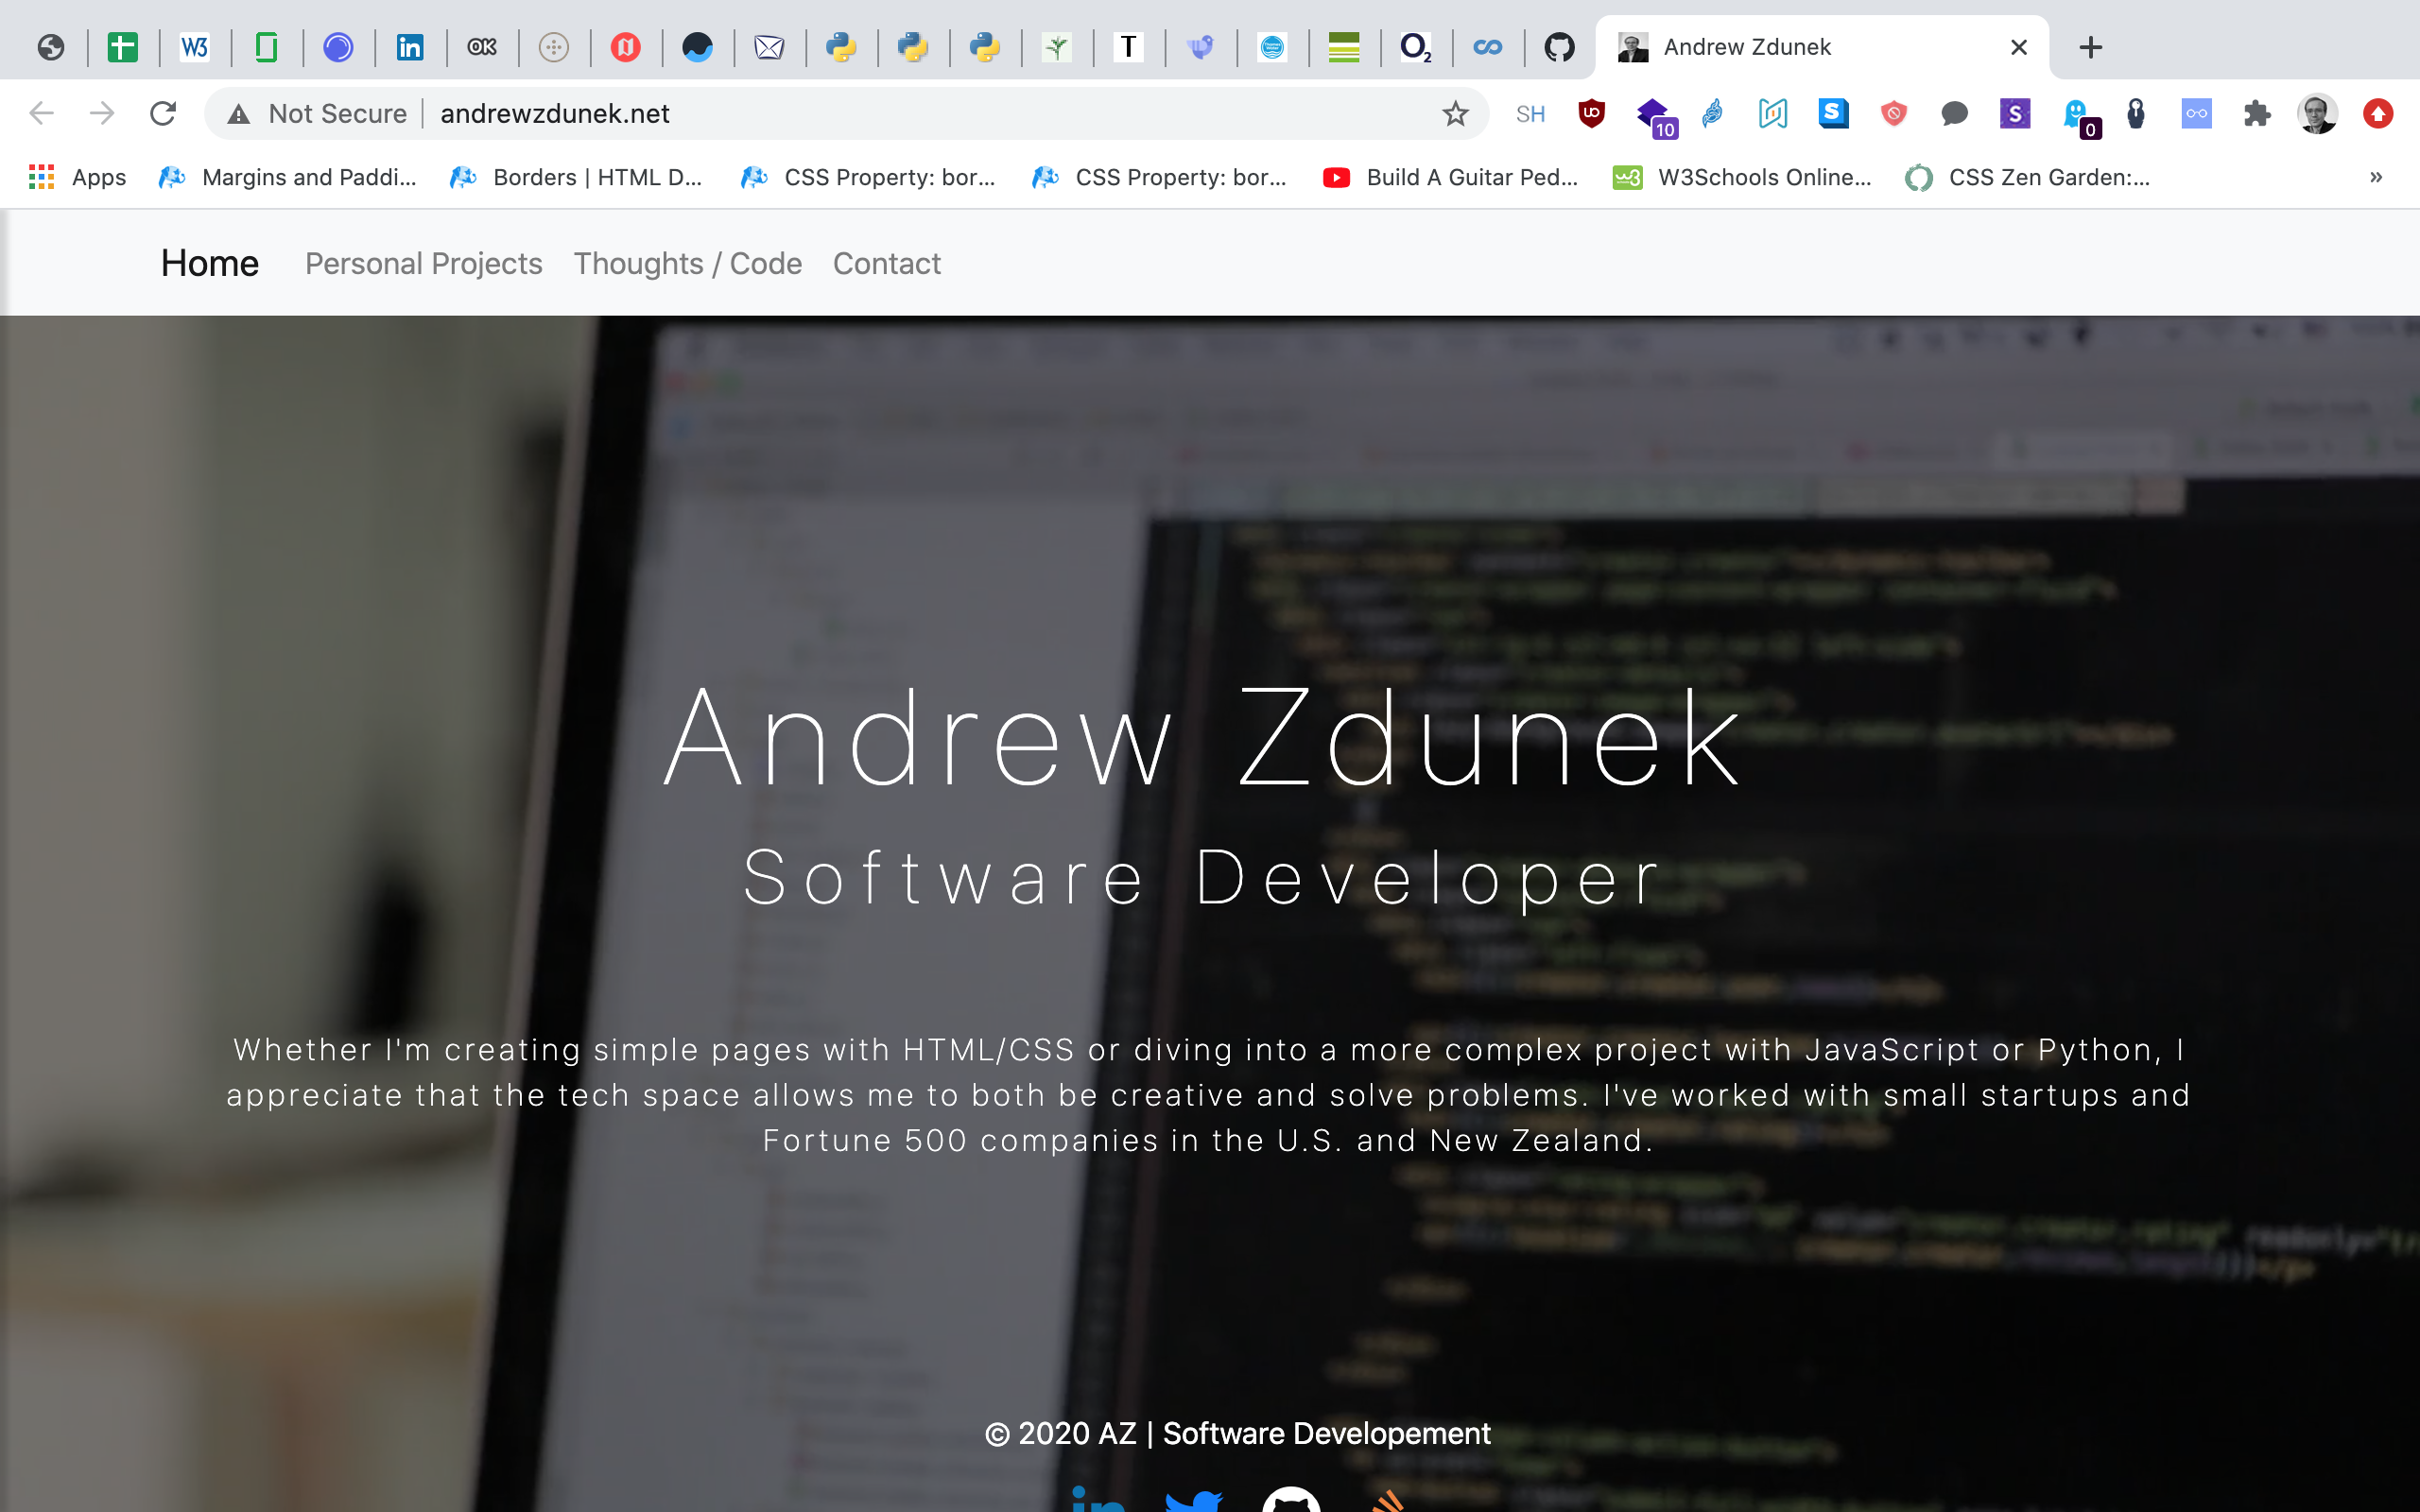 W3
OK
T
O2
Andrew Zdunek
Not Secure
andrewzdunek.net
SH
10
S
S
0
Apps
Margins and Paddi...
Borders | HTML D...
CSS Property: bor...
CSS Property: bor...
Build A Guitar Ped...
W3Schools Online...
CSS Zen Garden:...
»
Home
Personal Projects
Thoughts / Code
Contact
Andrew Zdunek
Software Developer
Whether I'm creating simple pages with HTML/CSS or diving into a more complex project with JavaScript or Python, I
appreciate that the tech space allows me to both be creative and solve problems. I've worked with small startups and
Fortune 500 companies in the U.S. and New Zealand.
© 2020 AZ | Software Developement